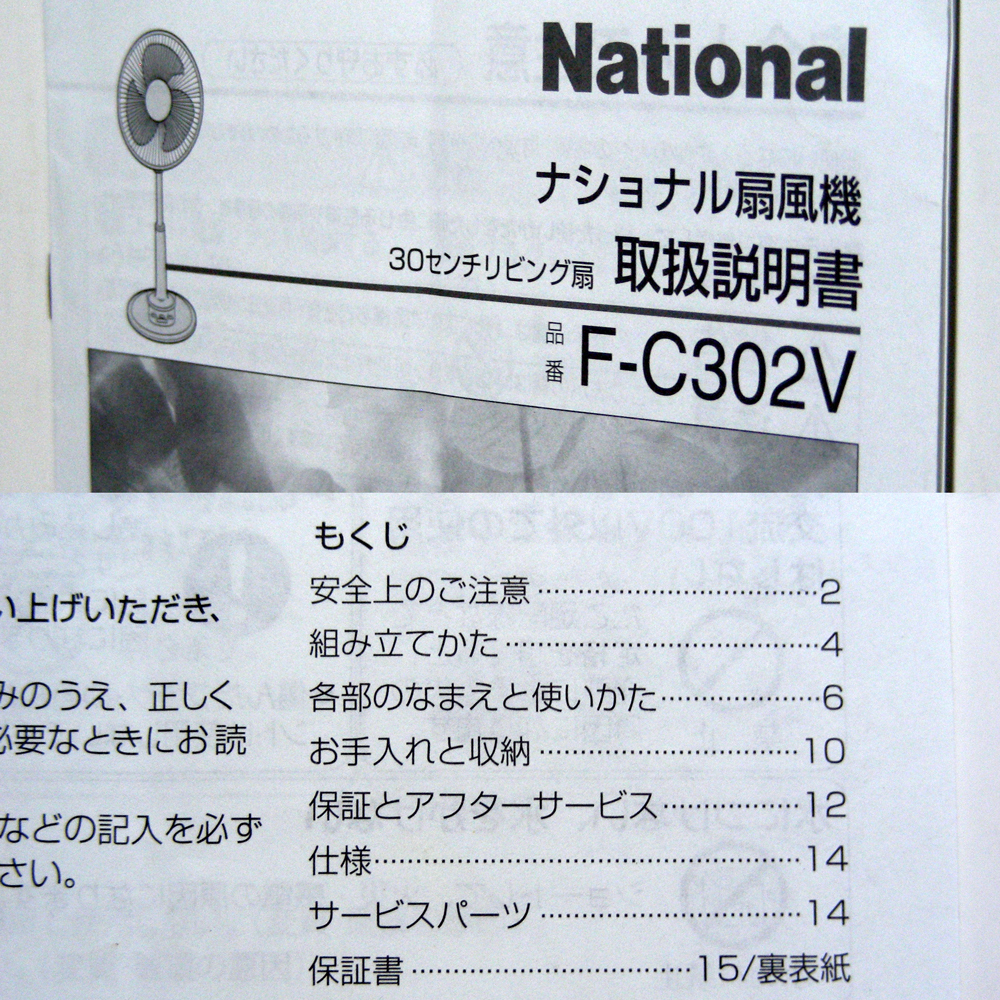 National
ナショナル扇風機
30センチリビング扇 取扱説明書
品番 F-C302V
い上げいただき、
みのうえ、正しく
必要なときにお読
などの記入を必ず
さい。
もくじ
安全上のご注意……2
組み立てかた……4
各部のなまえと使いかた……6
お手入れと収納……10
保証とアフターサービス……12
仕様……14
サービスパーツ……14
保証書……15/裏表紙